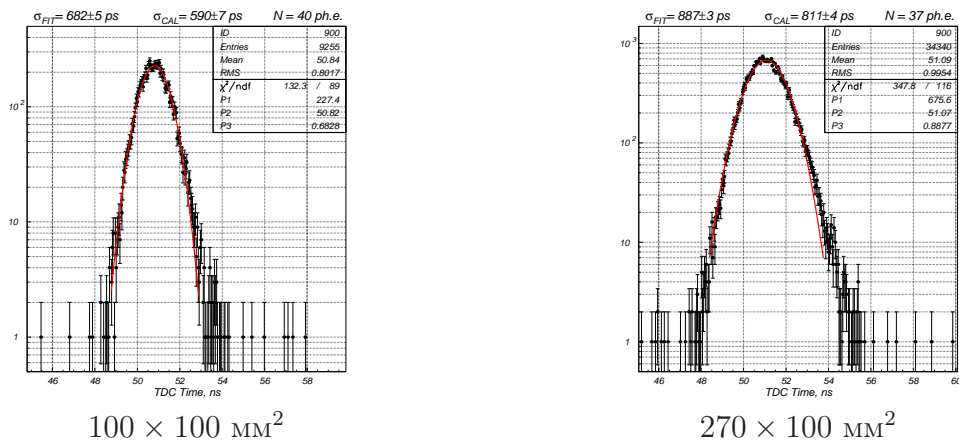 σFIT= 682±5 ps σCAL= 590±7 ps N = 40 ph.e.
ID 900
Entries 9255
Mean 50.84
RMS 0.8017
χ²/ndf 132.3 / 89
P1 227.4
P2 50.82
P3 0.6828
10²
10
1
46 48 50 52 54 56 58
TDC Time, ns
100 × 100 мм²
σFIT= 887±3 ps σCAL= 811±4 ps N = 37 ph.e.
ID 900
Entries 34340
Mean 51.09
RMS 0.9954
χ²/ndf 347.8 / 116
P1 675.6
P2 51.07
P3 0.8877
10³
10²
10
1
46 48 50 52 54 56 58 60
TDC Time, ns
270 × 100 мм²